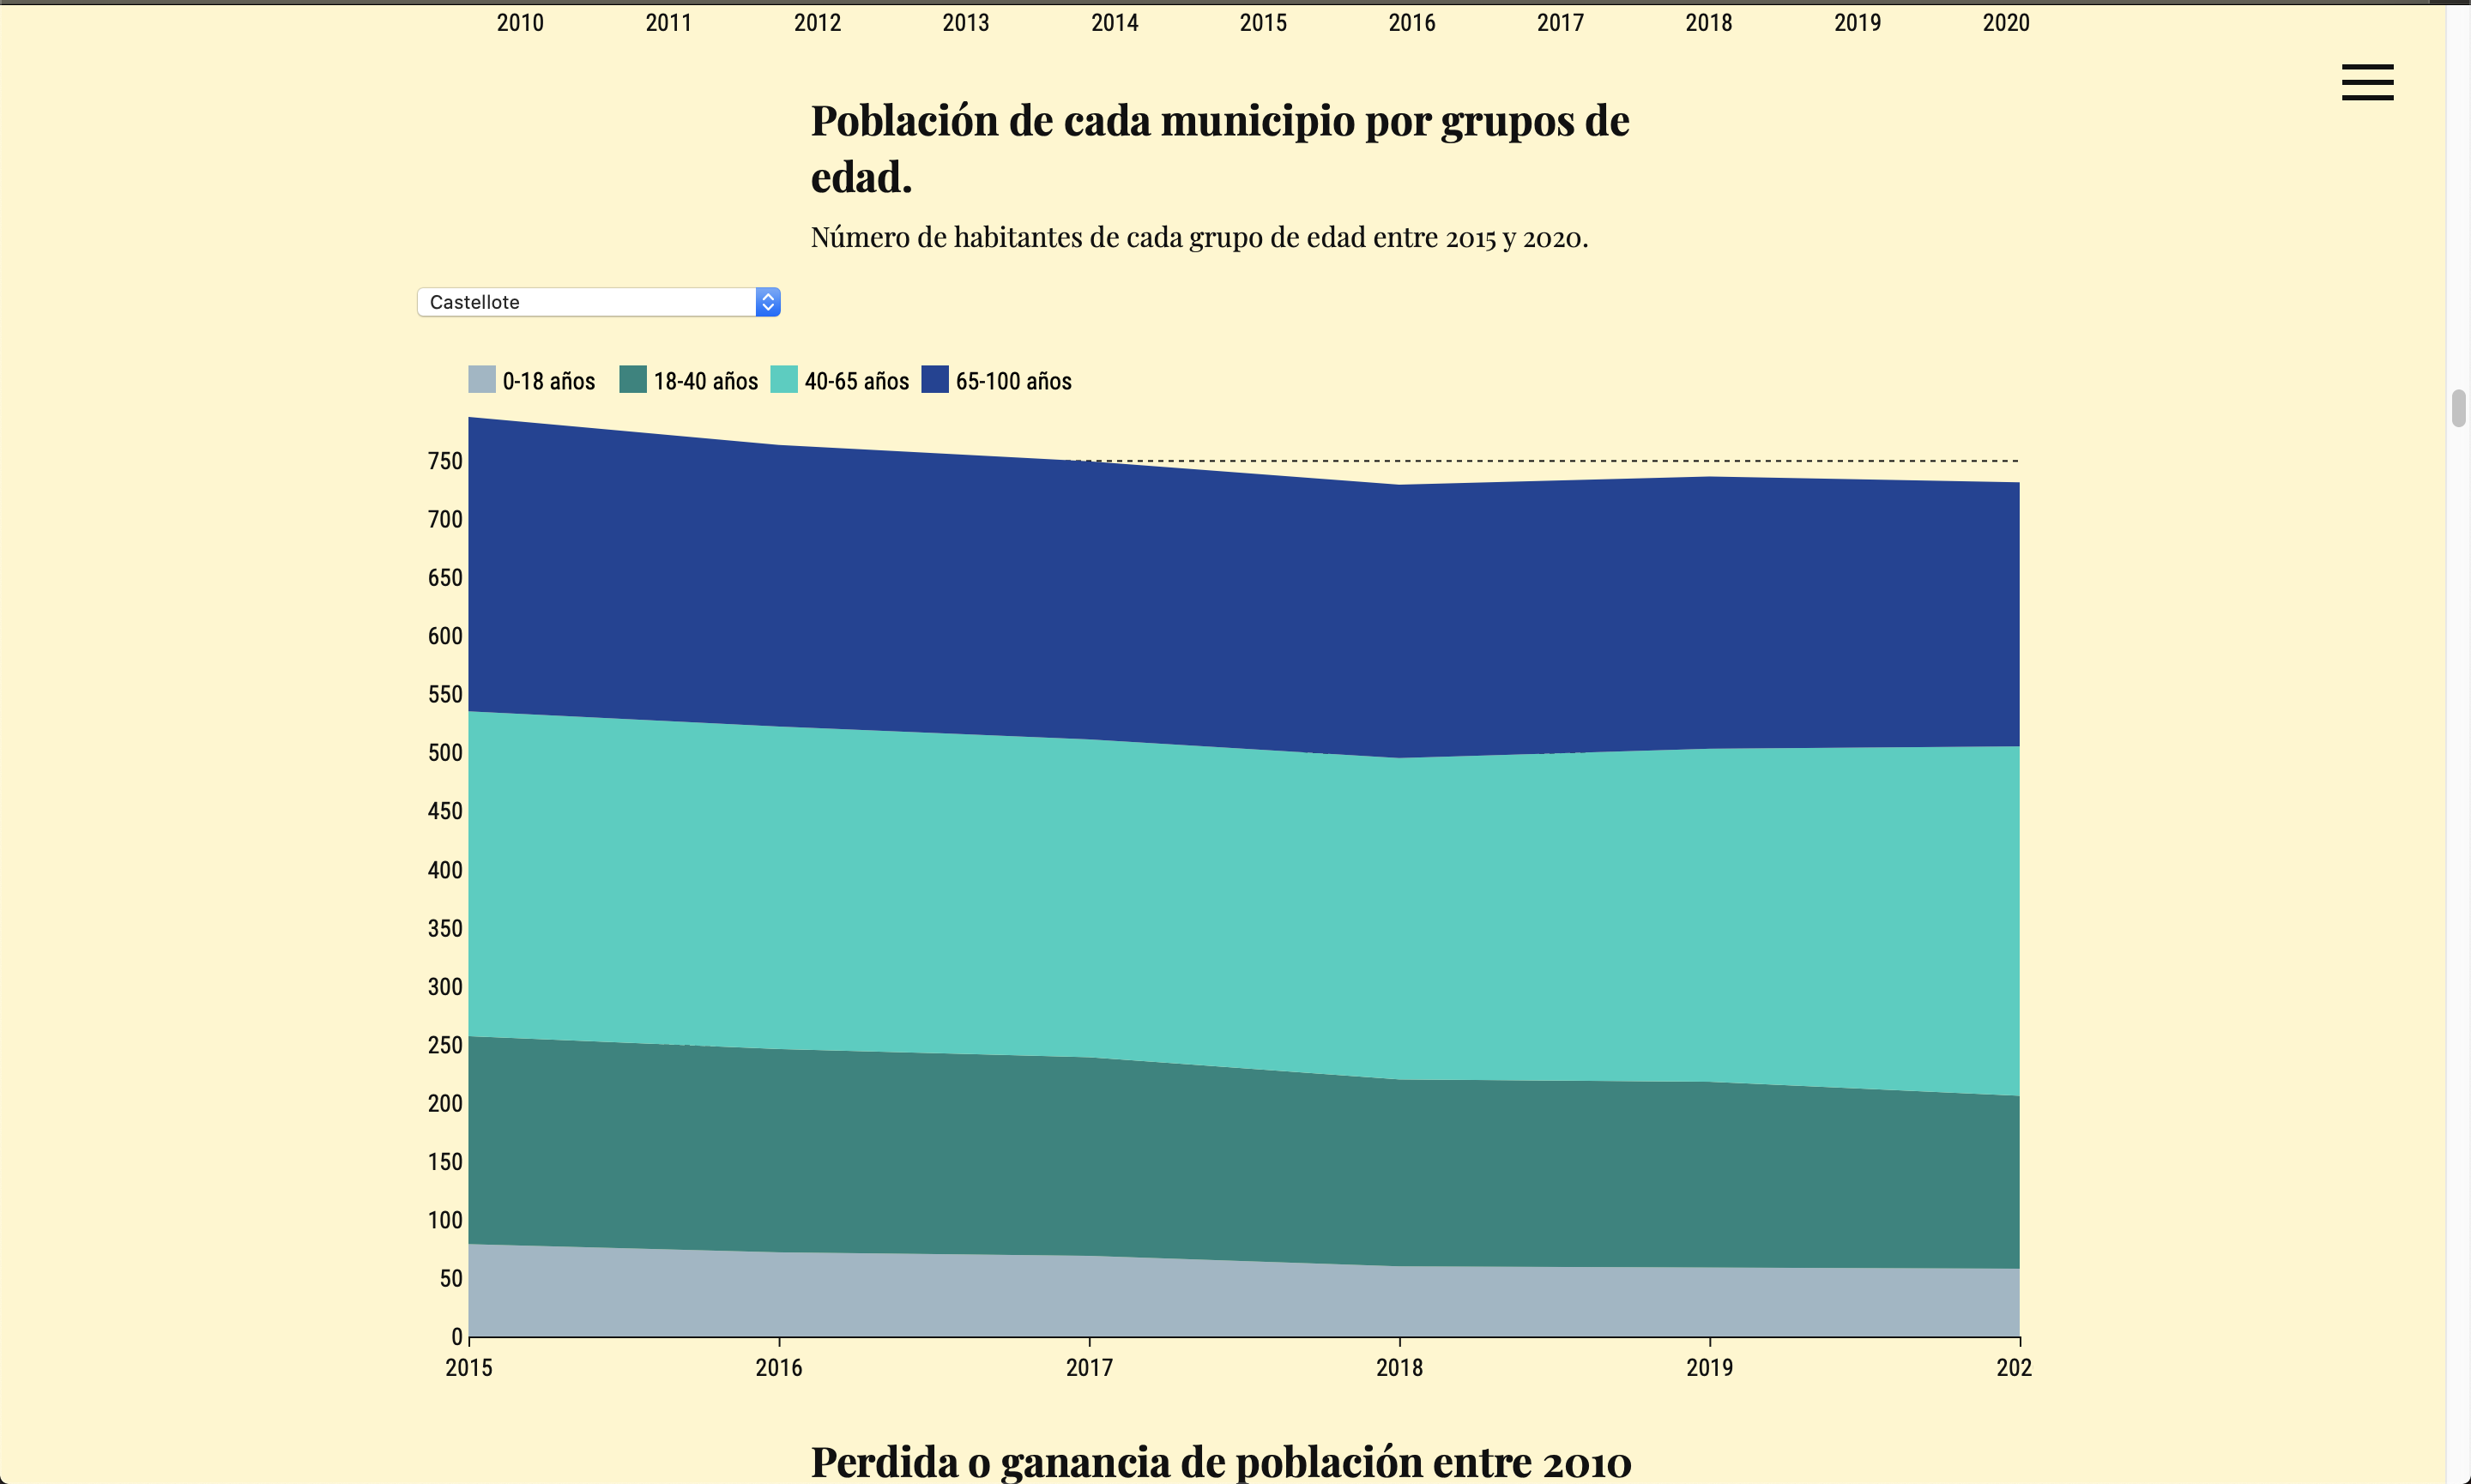 2010 2011 2012 2013 2014 2015 2016 2017 2018 2019 2020
Población de cada municipio por grupos de
edad.
Número de habitantes de cada grupo de edad entre 2015 y 2020.
Castellote
0-18 años 18-40 años 40-65 años 65-100 años
750
700
650
600
550
500
450
400
350
300
250
200
150
100
50
0
2015 2016 2017 2018 2019 202
Perdida o ganancia de población entre 2010